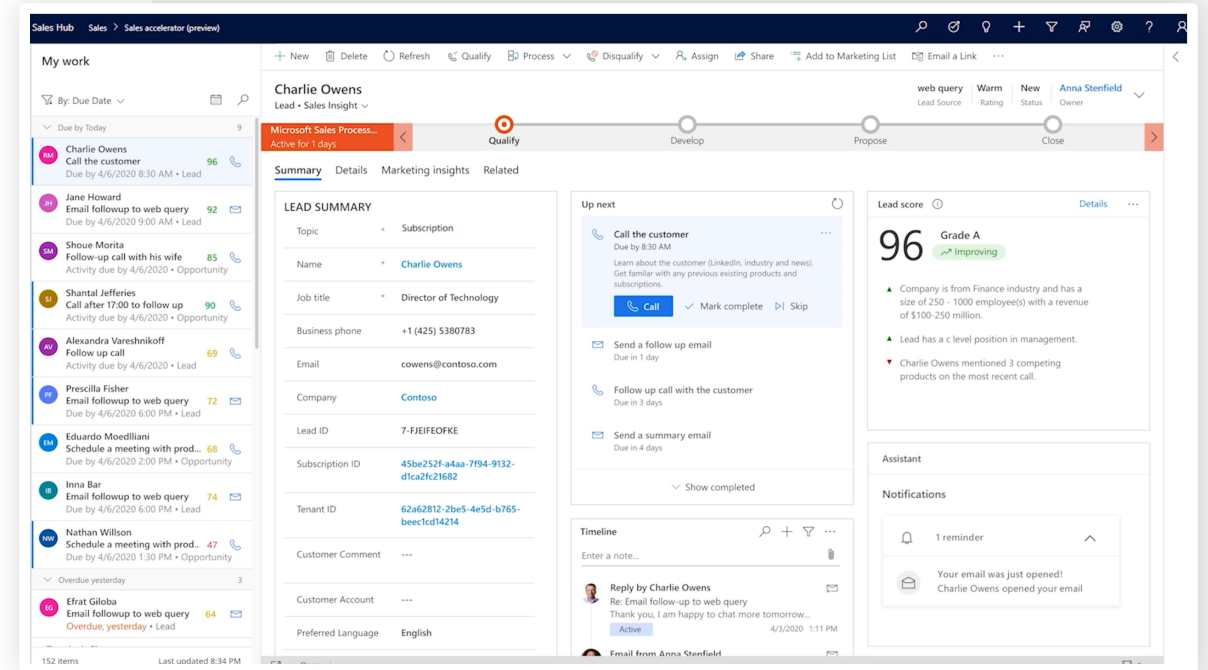 Sales Hub Sales > Sales accelerator (preview)
My work
By: Due Date
Due by Today 9
RM Charlie Owens
Call the customer 96
Due by 4/6/2020 8:30 AM • Lead
JH Jane Howard
Email followup to web query 92
Due by 4/6/2020 9:00 AM • Lead
SM Shoue Morita
Follow-up call with his wife 85
Activity due by 4/6/2020 • Opportunity
SJ Shantal Jefferies
Call after 17:00 to follow up 90
Activity due by 4/6/2020 • Opportunity
AV Alexandra Vareshnikoff
Follow up call 69
Activity due by 4/6/2020 • Lead
PF Prescilla Fisher
Email followup to web query 72
Due by 4/6/2020 6:00 PM • Lead
EM Eduardo Moedlliani
Schedule a meeting with prod... 68
Due by 4/6/2020 2:00 PM • Opportunity
IB Inna Bar
Email followup to web query 74
Due by 4/6/2020 6:00 PM • Lead
NW Nathan Willson
Schedule a meeting with prod.. 47
Due by 4/6/2020 1:30 PM • Opportunity
Overdue yesterday 3
EG Efrat Giloba
Email followup to web query 64
Overdue, yesterday • Lead
152 items Last updated 8:34 PM
New Delete Refresh Qualify Process Disqualify Assign Share Add to Marketing List Email a Link ...
Charlie Owens
Lead • Sales Insight
web query Warm New Anna Stenfield
Lead Source Rating Status Owner
Microsoft Sales Process...
Active for 1 days
Qualify Develop Propose Close
Summary Details Marketing insights Related
LEAD SUMMARY
Topic * Subscription
Name * Charlie Owens
Job title * Director of Technology
Business phone +1 (425) 5380783
Email cowens@contoso.com
Company Contoso
Lead ID 7-FJEIFEOFKE
Subscription ID 45be252f-a4aa-7f94-9132-
d1ca2fc21682
Tenant ID 62a62812-2be5-4e5d-b765-
beec1cd14214
Customer Comment ---
Customer Account ---
Preferred Language English
Up next
Call the customer ...
Due by 8:30 AM
Learn about the customer (LinkedIn, industry and news).
Get familar with any previous existing products and
subscriptions.
Call Mark complete Skip
Send a follow up email
Due in 1 day
Follow up call with the customer
Due in 3 days
Send a summary email
Due in 4 days
Show completed
Timeline ...
Enter a note...
Reply by Charlie Owens
Re: Email follow-up to web query
Thank you, I am happy to chat more tomorrow...
Active 4/3/2020 1:11 PM
Email from Anna Stenfield
Lead score Details ...
96 Grade A
Improving
Company is from Finance industry and has a
size of 250 - 1000 employee(s) with a revenue
of $100-250 million.
Lead has a c level position in management.
Charlie Owens mentioned 3 competing
products on the most recent call.
Assistant
Notifications
1 reminder
Your email was just opened!
Charlie Owens opened your email